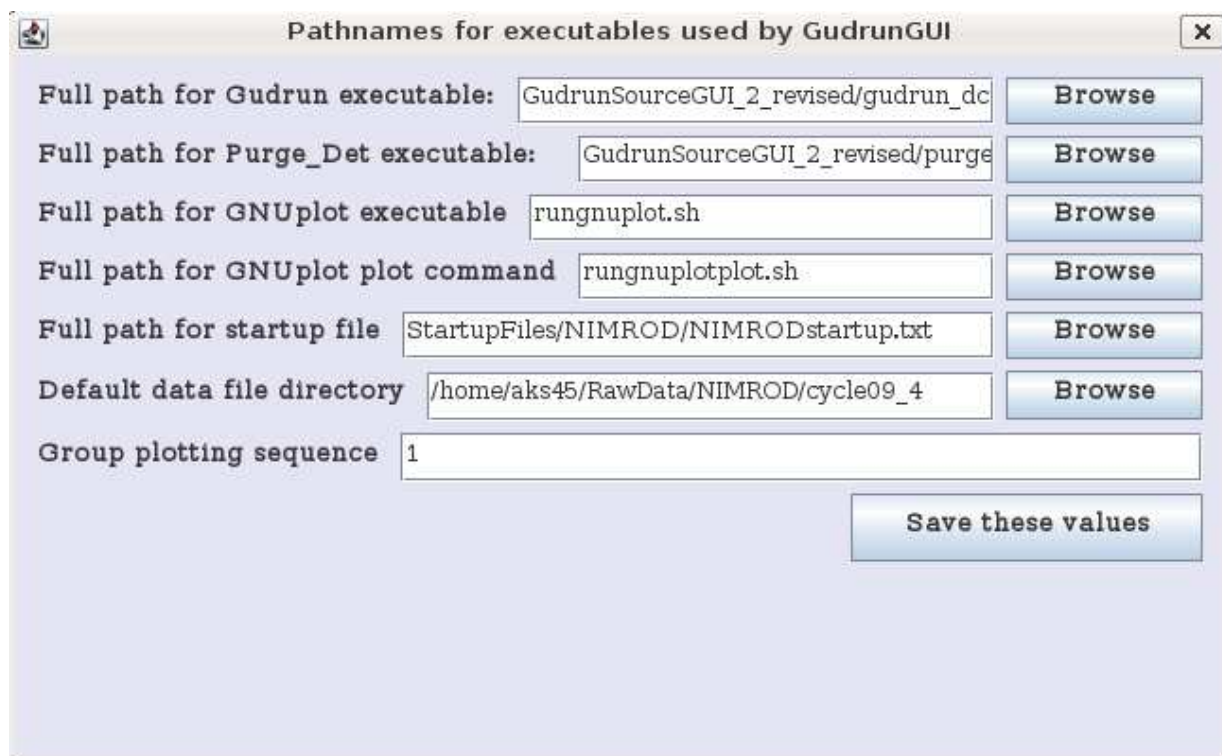 Pathnames for executables used by GudrunGUI
Full path for Gudrun executable: GudrunSourceGUI_2_revised/gudrun_dc Browse
Full path for Purge_Det executable: GudrunSourceGUI_2_revised/purge Browse
Full path for GNUplot executable rungnuplot.sh Browse
Full path for GNUplot plot command rungnuplotplot.sh Browse
Full path for startup file StartupFiles/NIMROD/NIMRODstartup.txt Browse
Default data file directory /home/aks45/RawData/NIMROD/cycle09_4 Browse
Group plotting sequence 1
Save these values